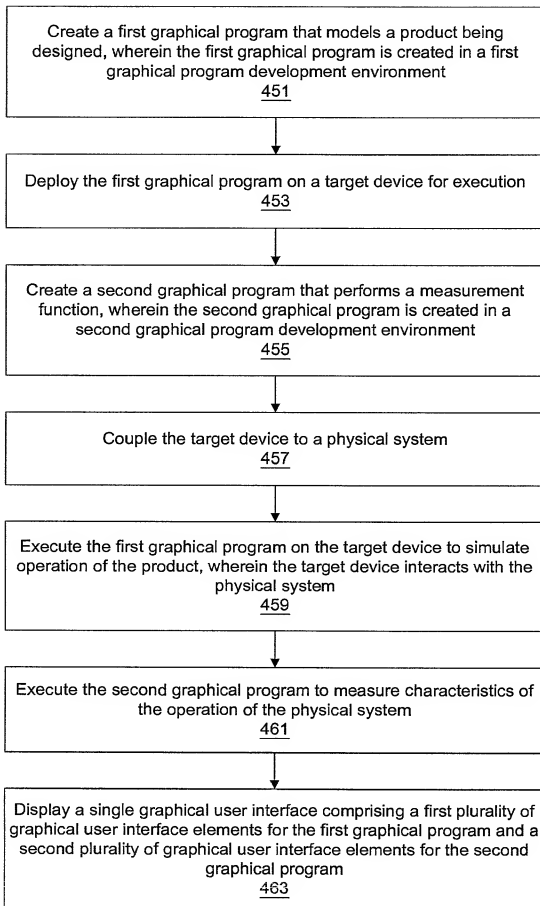 Create a first graphical program that models a product being
designed, wherein the first graphical program is created in a first
graphical program development environment
451
Deploy the first graphical program on a target device for execution
453
Create a second graphical program that performs a measurement
function, wherein the second graphical program is created in a
second graphical program development environment
455
Couple the target device to a physical system
457
Execute the first graphical program on the target device to simulate
operation of the product, wherein the target device interacts with the
physical system
459
Execute the second graphical program to measure characteristics of
the operation of the physical system
461
Display a single graphical user interface comprising a first plurality of
graphical user interface elements for the first graphical program and a
second plurality of graphical user interface elements for the second
graphical program
463